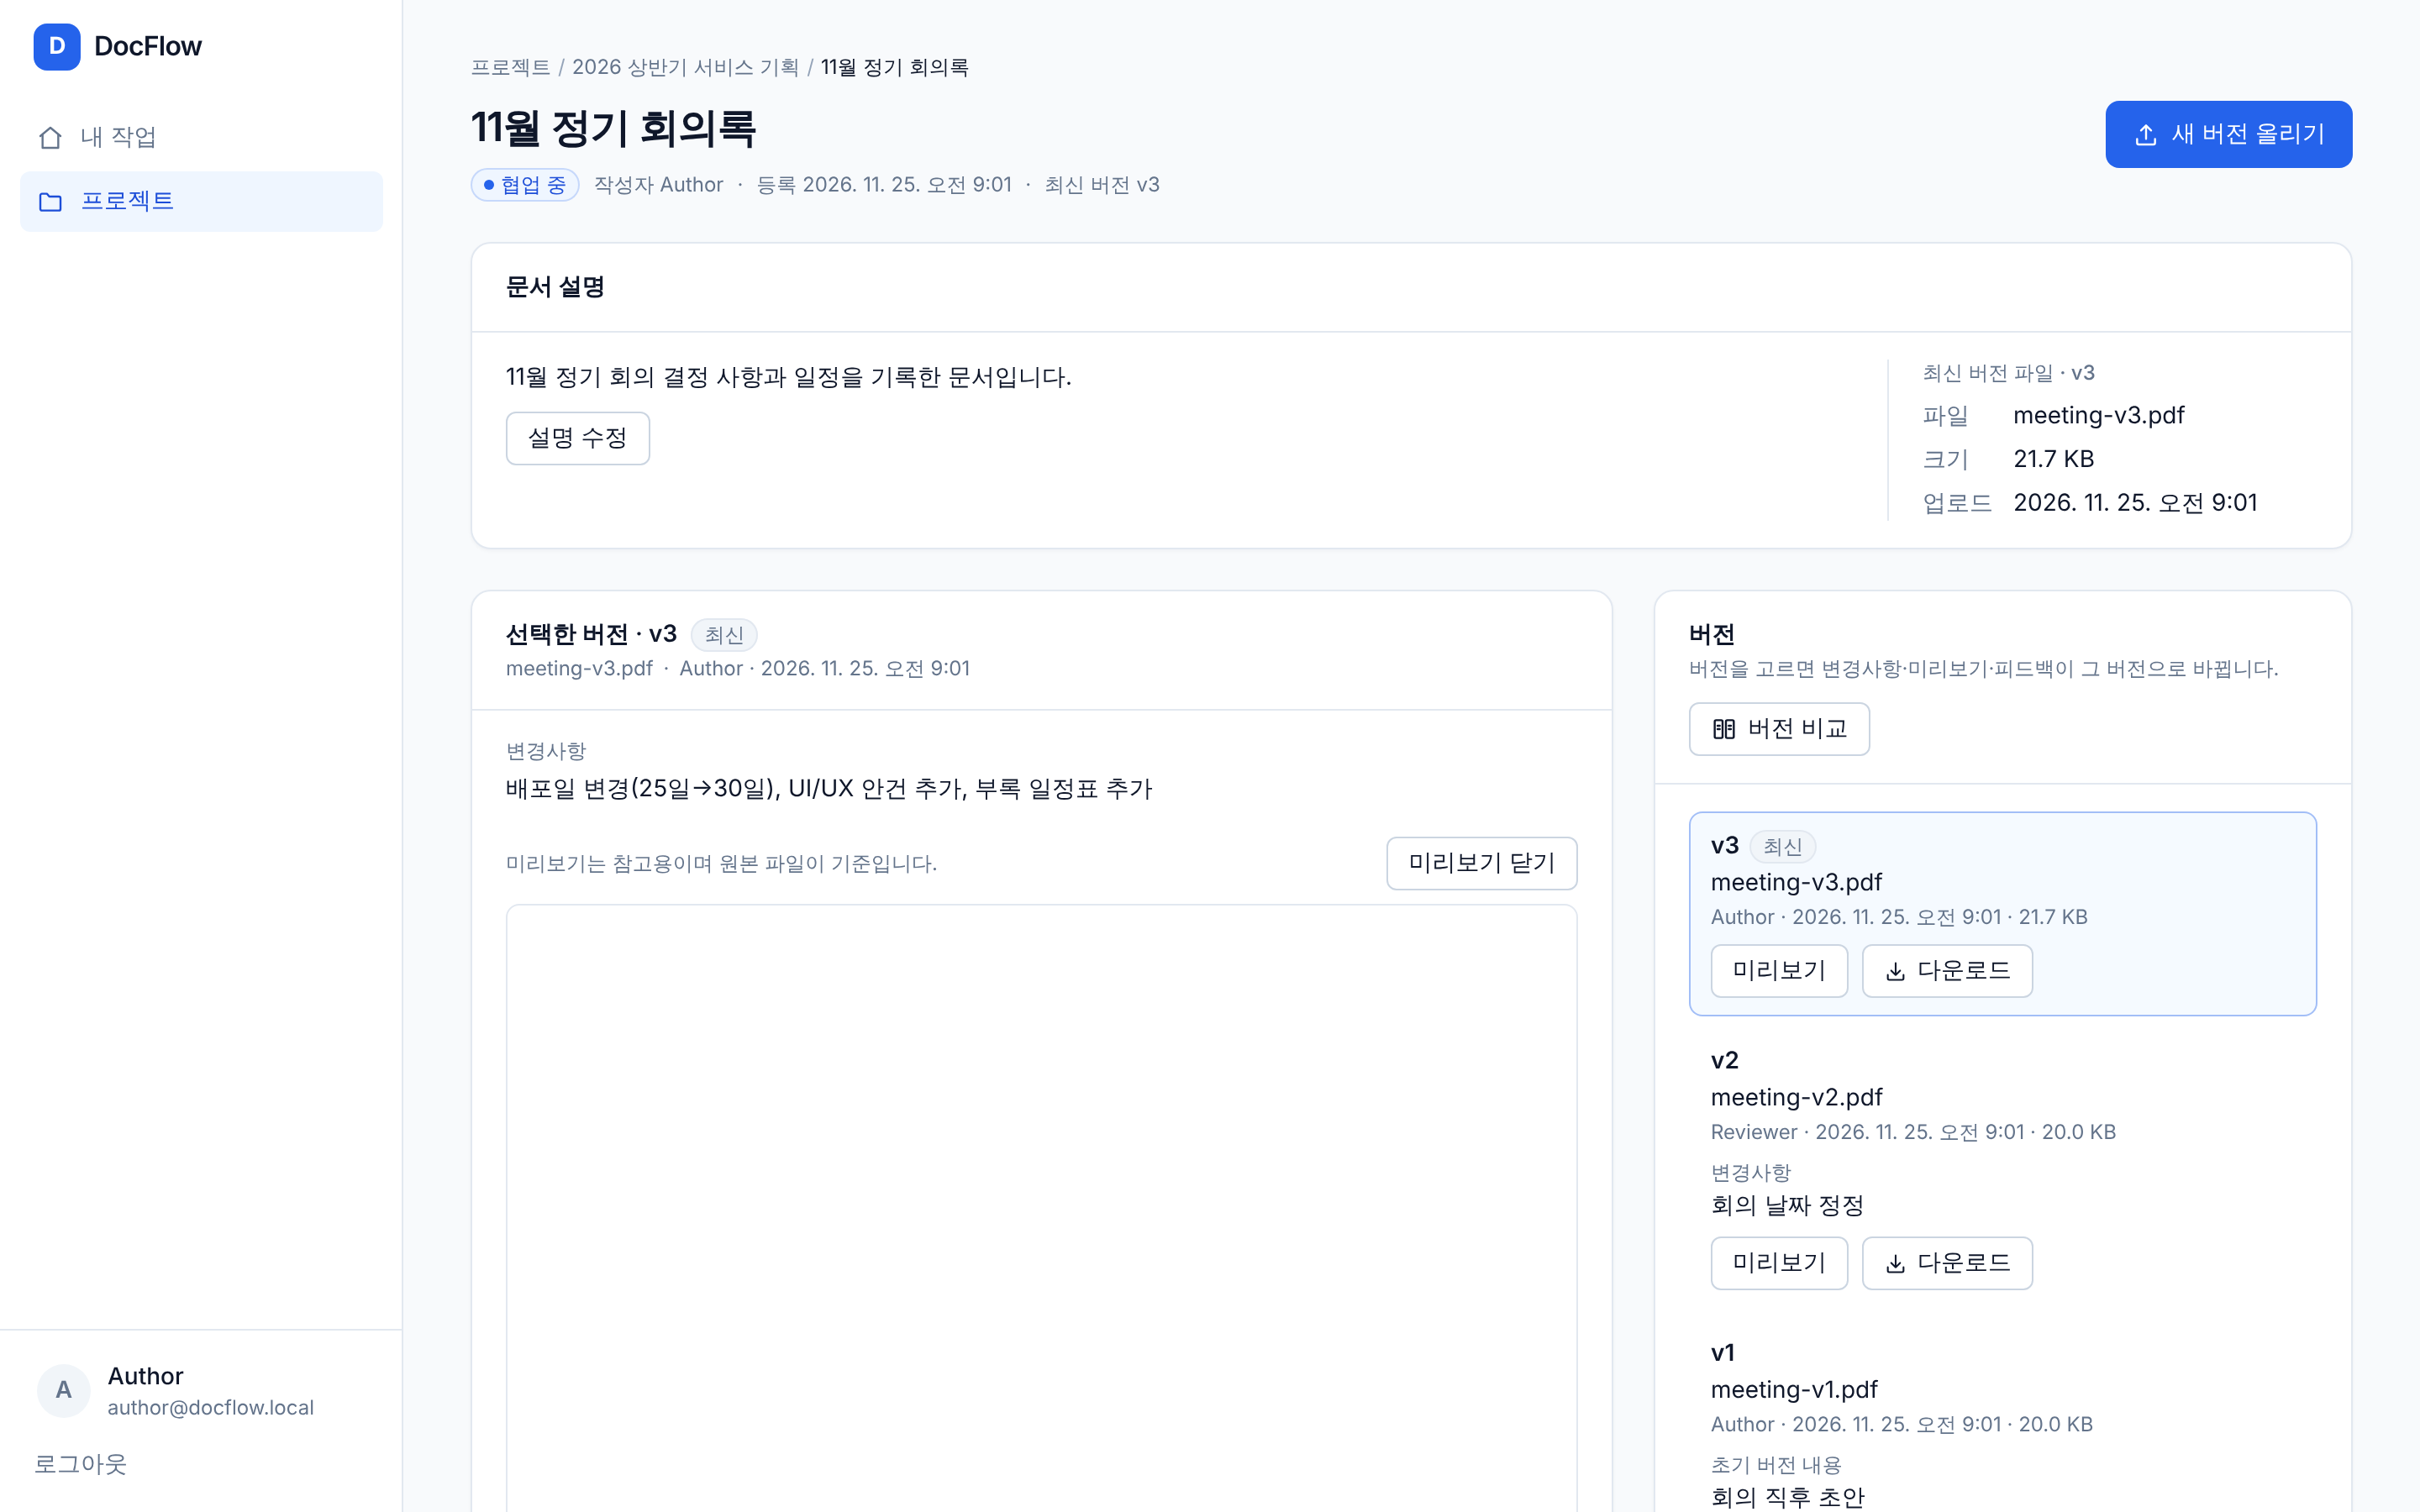 D DocFlow
내 작업
프로젝트
Author
A
author@docflow.local
로그아웃
프로젝트 / 2026 상반기 서비스 기획 / 11월 정기 회의록
11월 정기 회의록
새 버전 올리기
협업 중 작성자 Author · 등록 2026. 11. 25. 오전 9:01 · 최신 버전 v3
문서 설명
11월 정기 회의 결정 사항과 일정을 기록한 문서입니다.
설명 수정
최신 버전 파일 · v3
파일 meeting-v3.pdf
크기 21.7 KB
업로드 2026. 11. 25. 오전 9:01
선택한 버전 · v3 최신
meeting-v3.pdf · Author · 2026. 11. 25. 오전 9:01
변경사항
배포일 변경(25일→30일), UI/UX 안건 추가, 부록 일정표 추가
미리보기는 참고용이며 원본 파일이 기준입니다.
미리보기 닫기
버전
버전을 고르면 변경사항·미리보기·피드백이 그 버전으로 바뀝니다.
버전 비교
v3 최신
meeting-v3.pdf
Author · 2026. 11. 25. 오전 9:01 · 21.7 KB
미리보기 다운로드
v2
meeting-v2.pdf
Reviewer · 2026. 11. 25. 오전 9:01 · 20.0 KB
변경사항
회의 날짜 정정
미리보기 다운로드
v1
meeting-v1.pdf
Author · 2026. 11. 25. 오전 9:01 · 20.0 KB
초기 버전 내용
회의 직후 초안